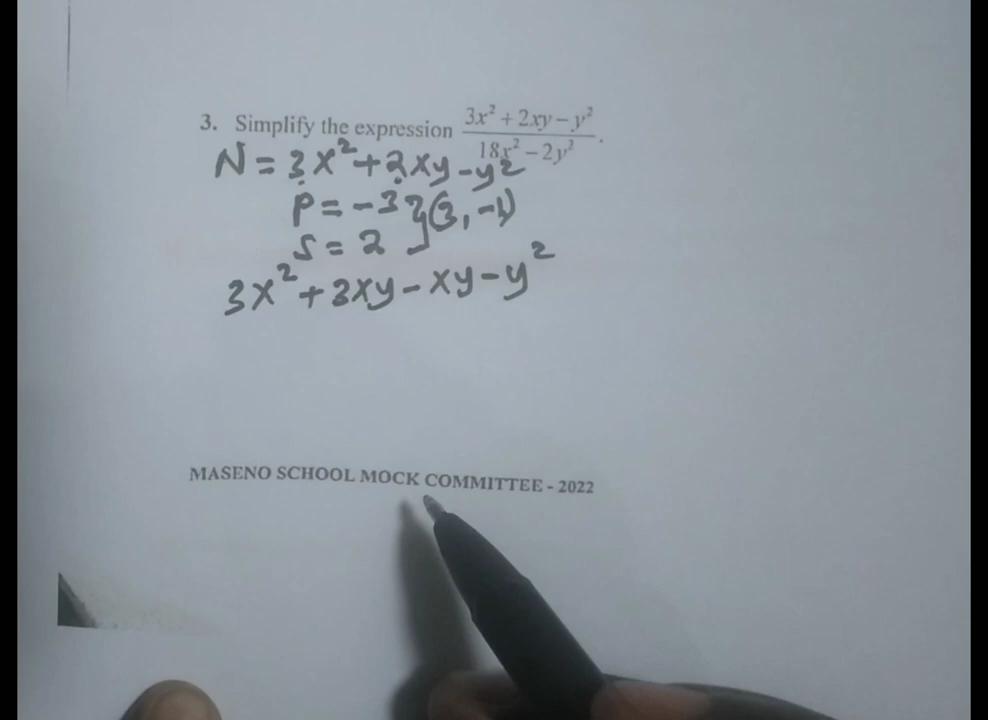 3. Simplify the expression \frac{3x² + 2xy – y²}{18x² – 2y²}.
N = 3x² + 2xy - y²
P = -3 } (3, -1)
S = 2
3x² + 3xy - xy - y²
MASENO SCHOOL MOCK COMMITTEE - 2022